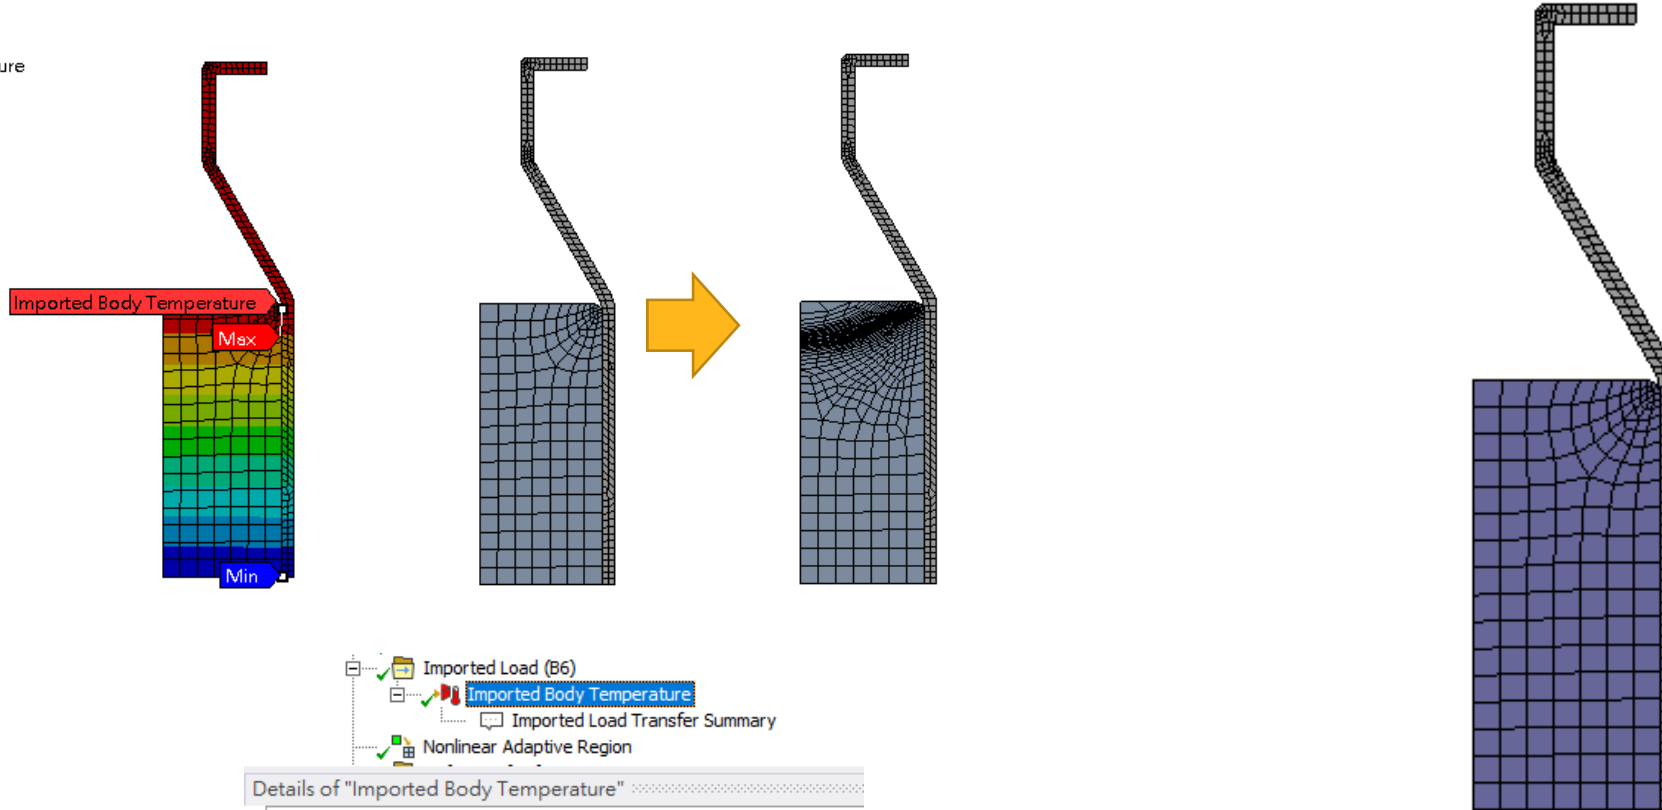 ure
Imported Body Temperature
Max
Min
Imported Load (B6)
Imported Body Temperature
Imported Load Transfer Summary
Nonlinear Adaptive Region
Details of "Imported Body Temperature"